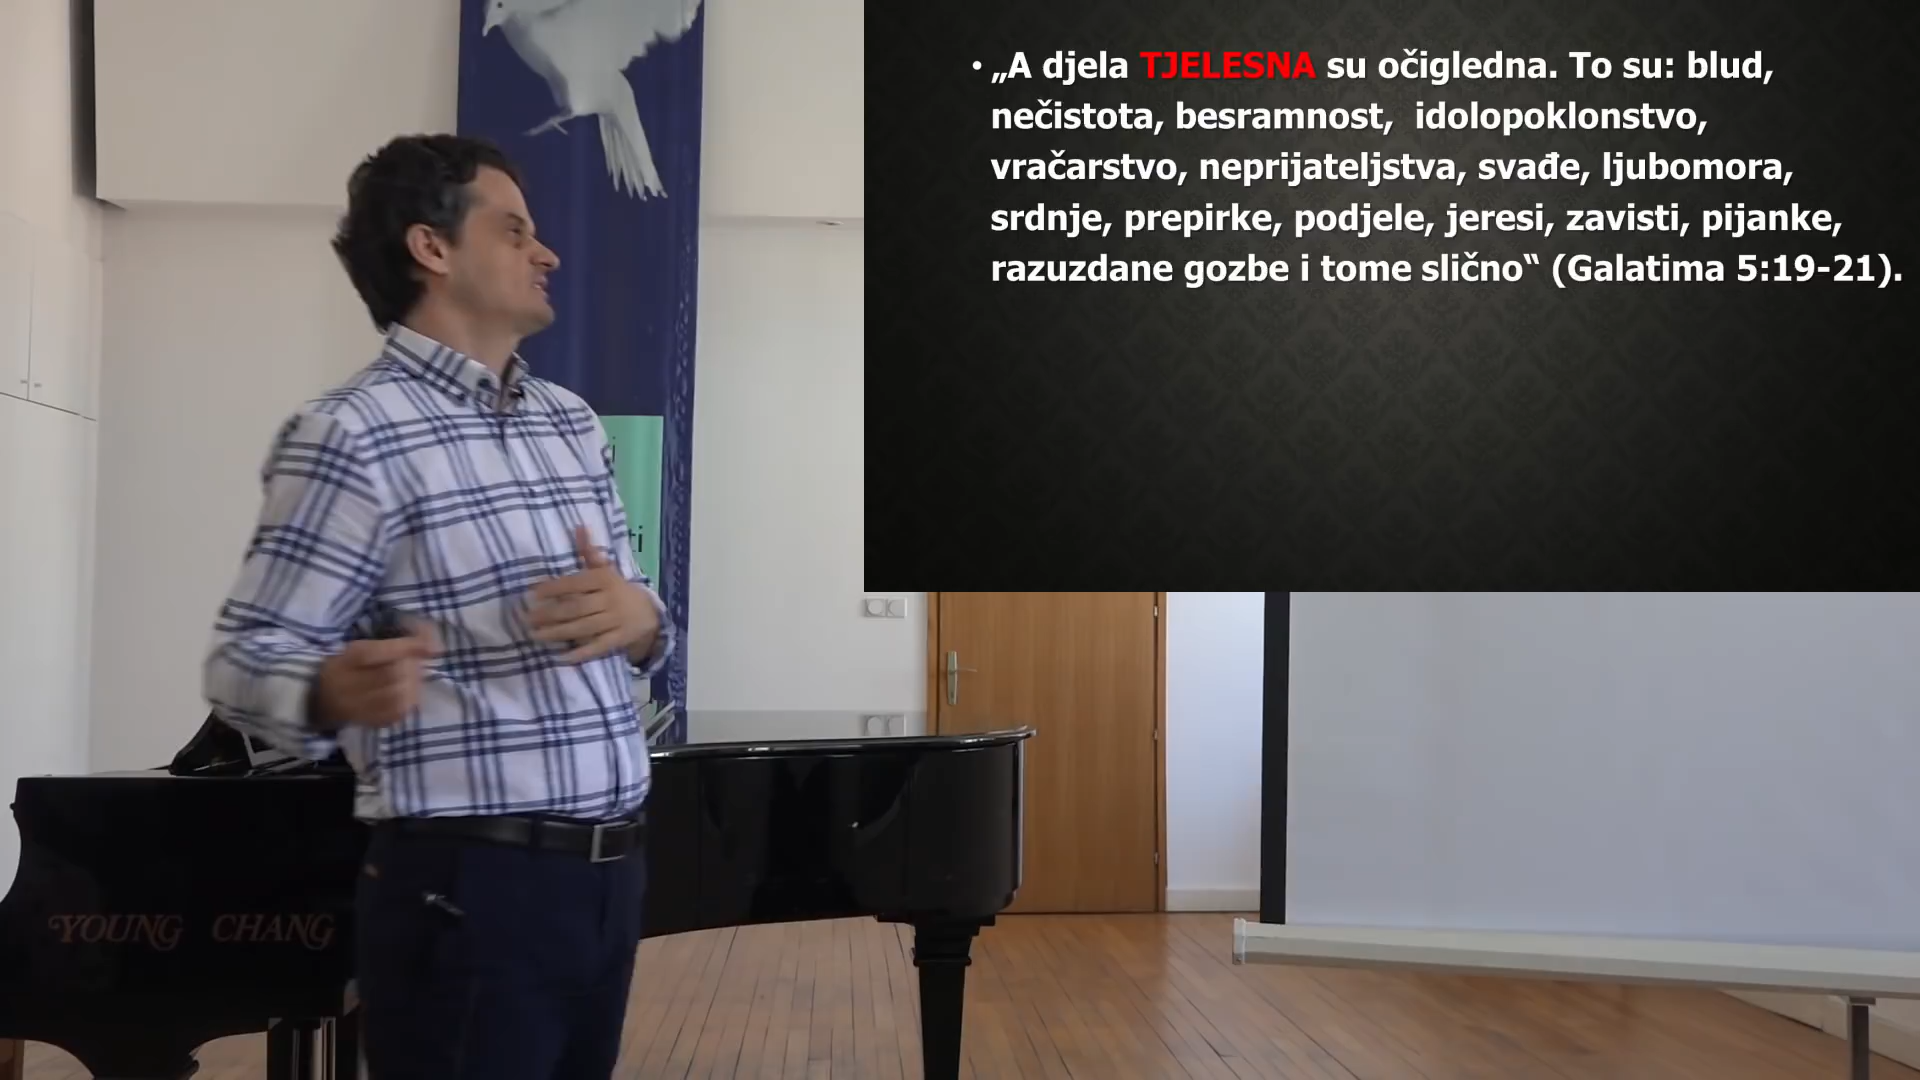 • „A djela TJELESNA su očigledna. To su: blud,
nečistota, besramnost,  idolopoklonstvo,
vračarstvo, neprijateljstva, svađe, ljubomora,
srdnje, prepirke, podjele, jeresi, zavisti, pijanke,
razuzdane gozbe i tome slično“ (Galatima 5:19-21).
YOUNG CHANG